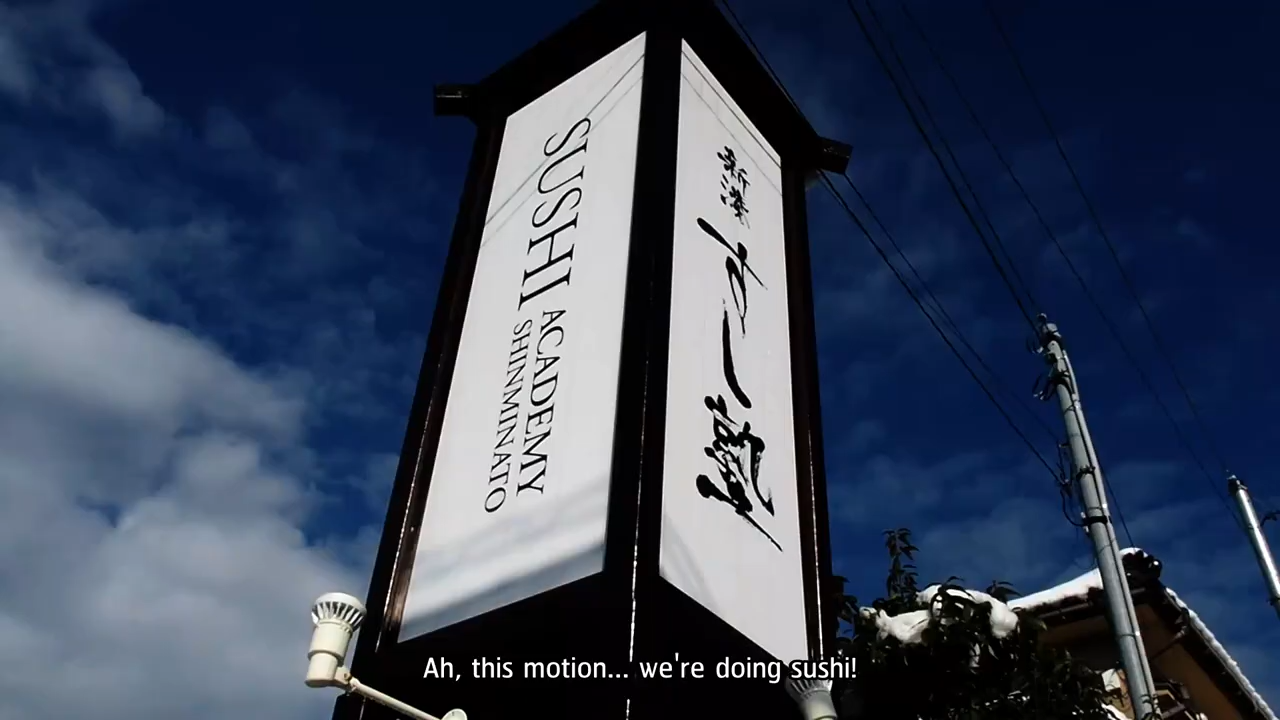 SUSHI
ACADEMY
SHINMINATO
新湊
すし塾
Ah, this motion... we're doing sushi!